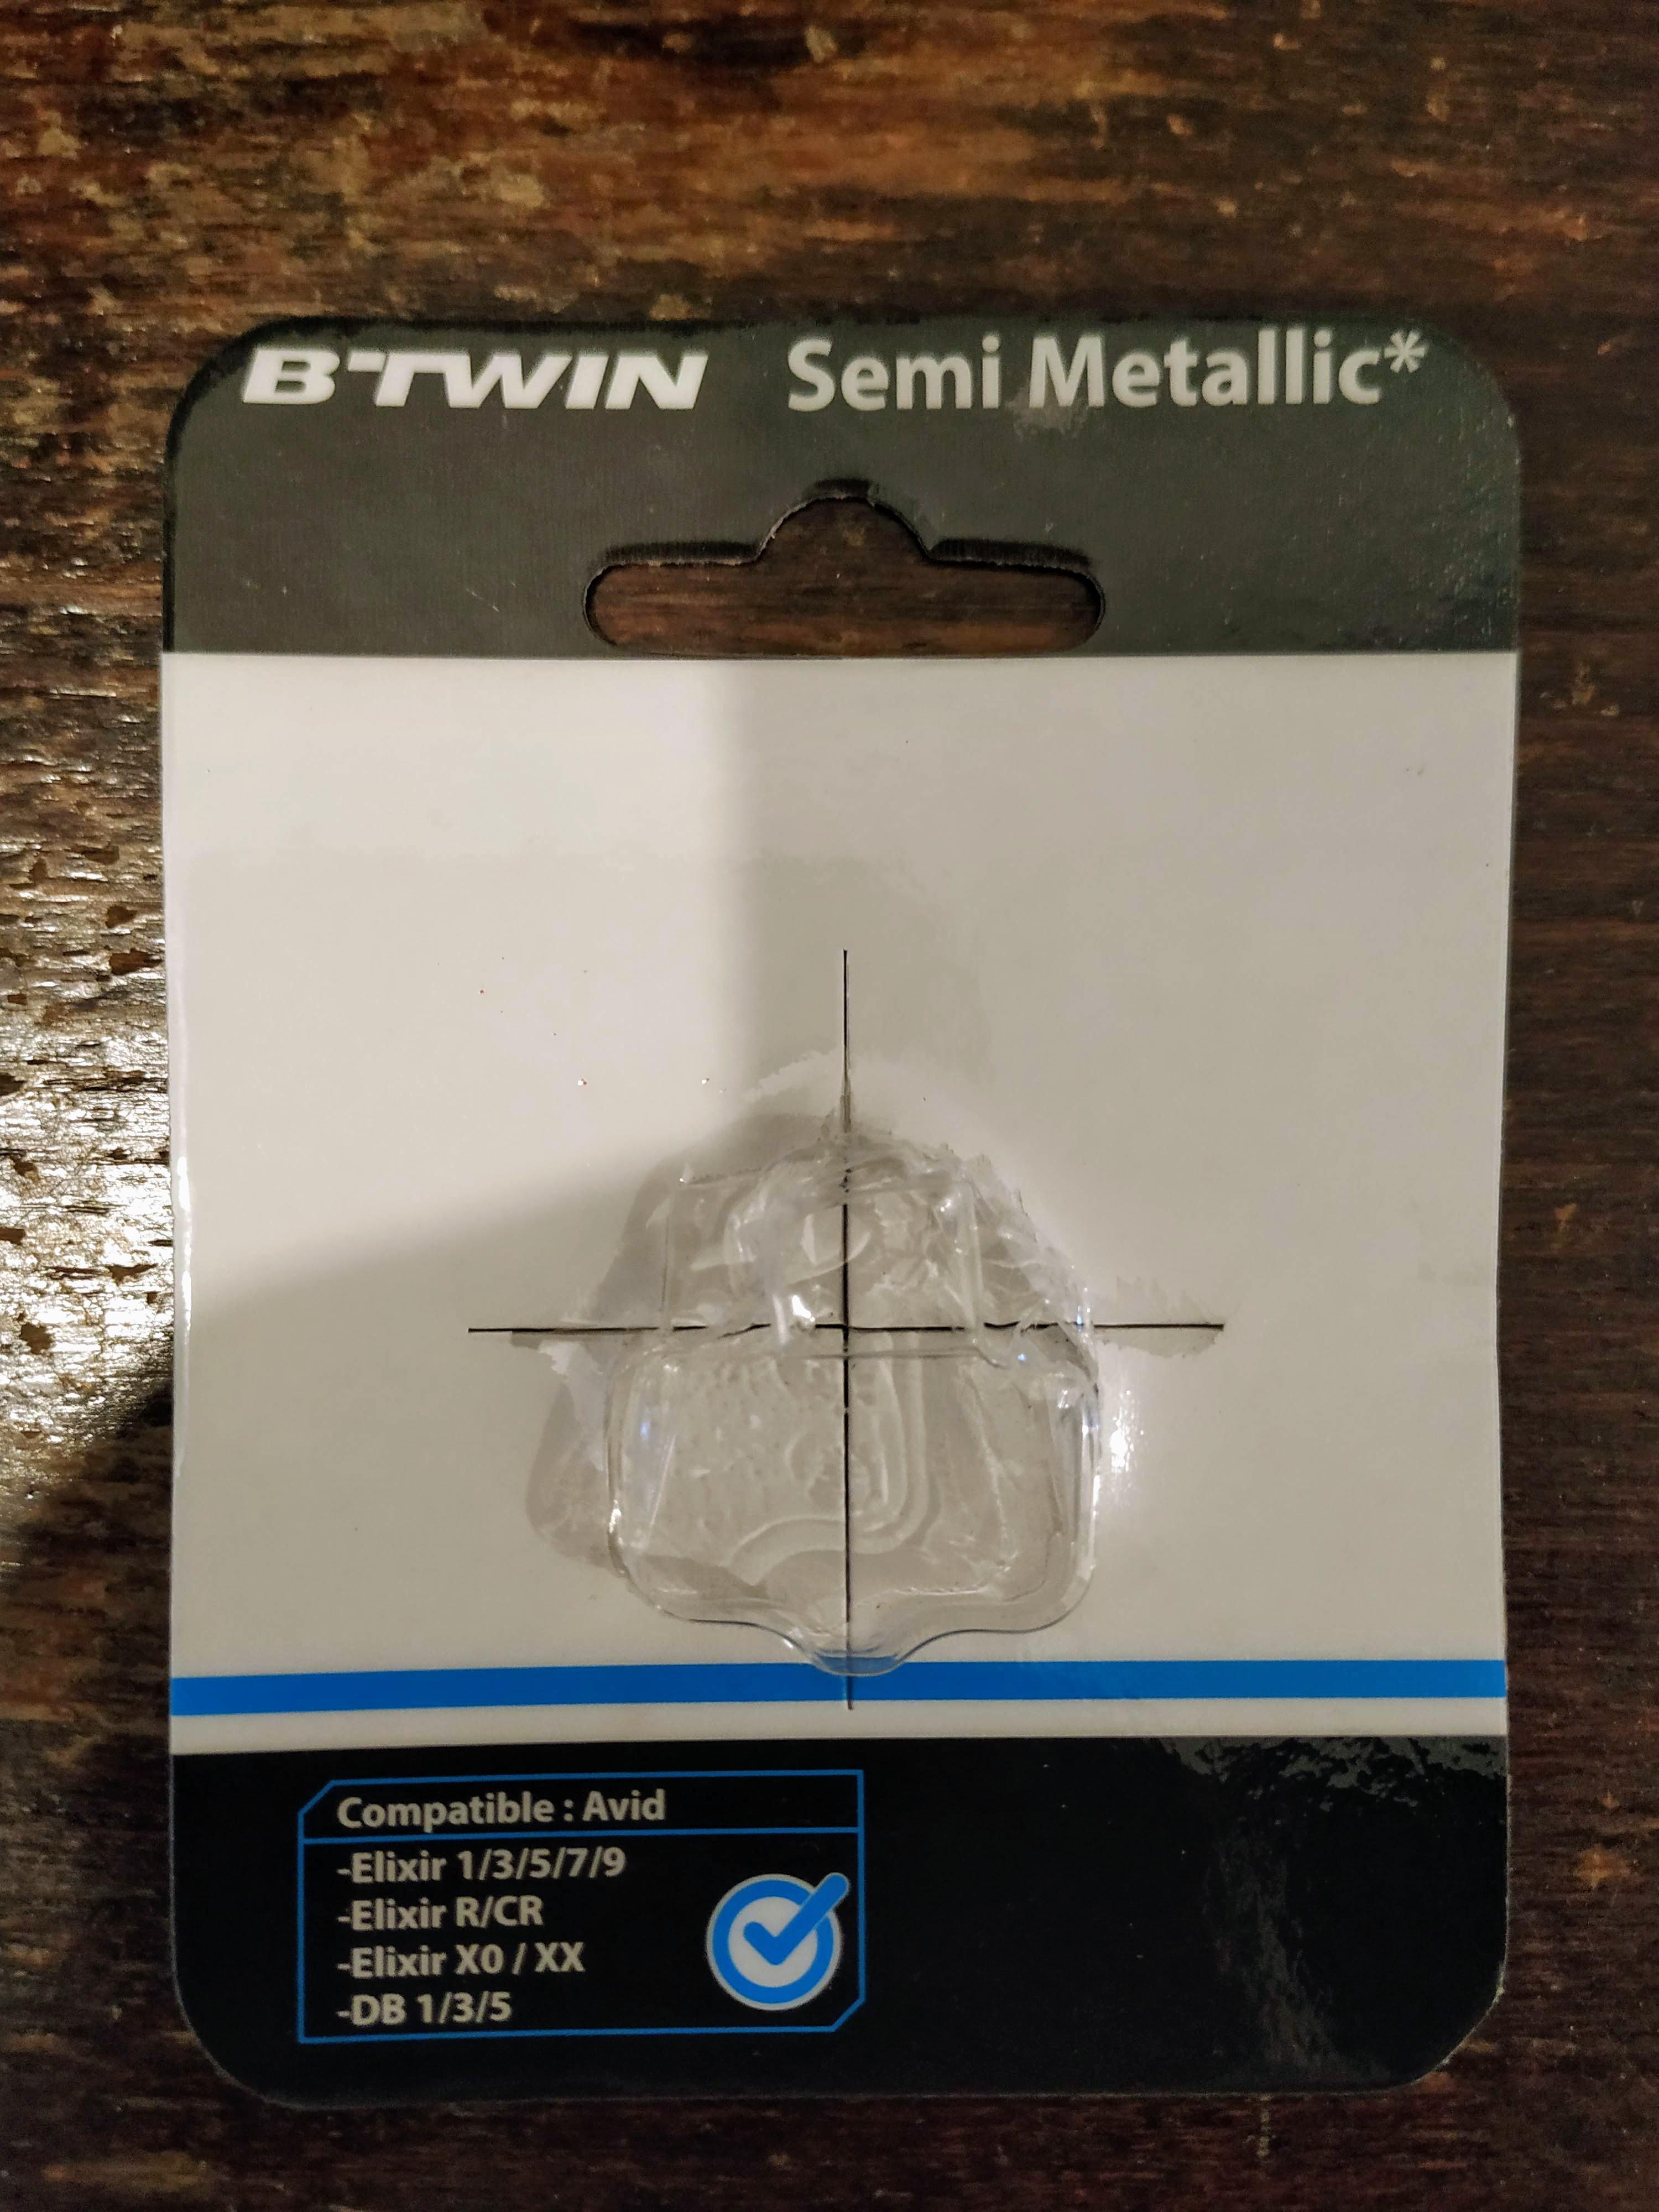 B'TWIN Semi Metallic*
Compatible : Avid
-Elixir 1/3/5/7/9
-Elixir R/CR
-Elixir X0 / XX
-DB 1/3/5